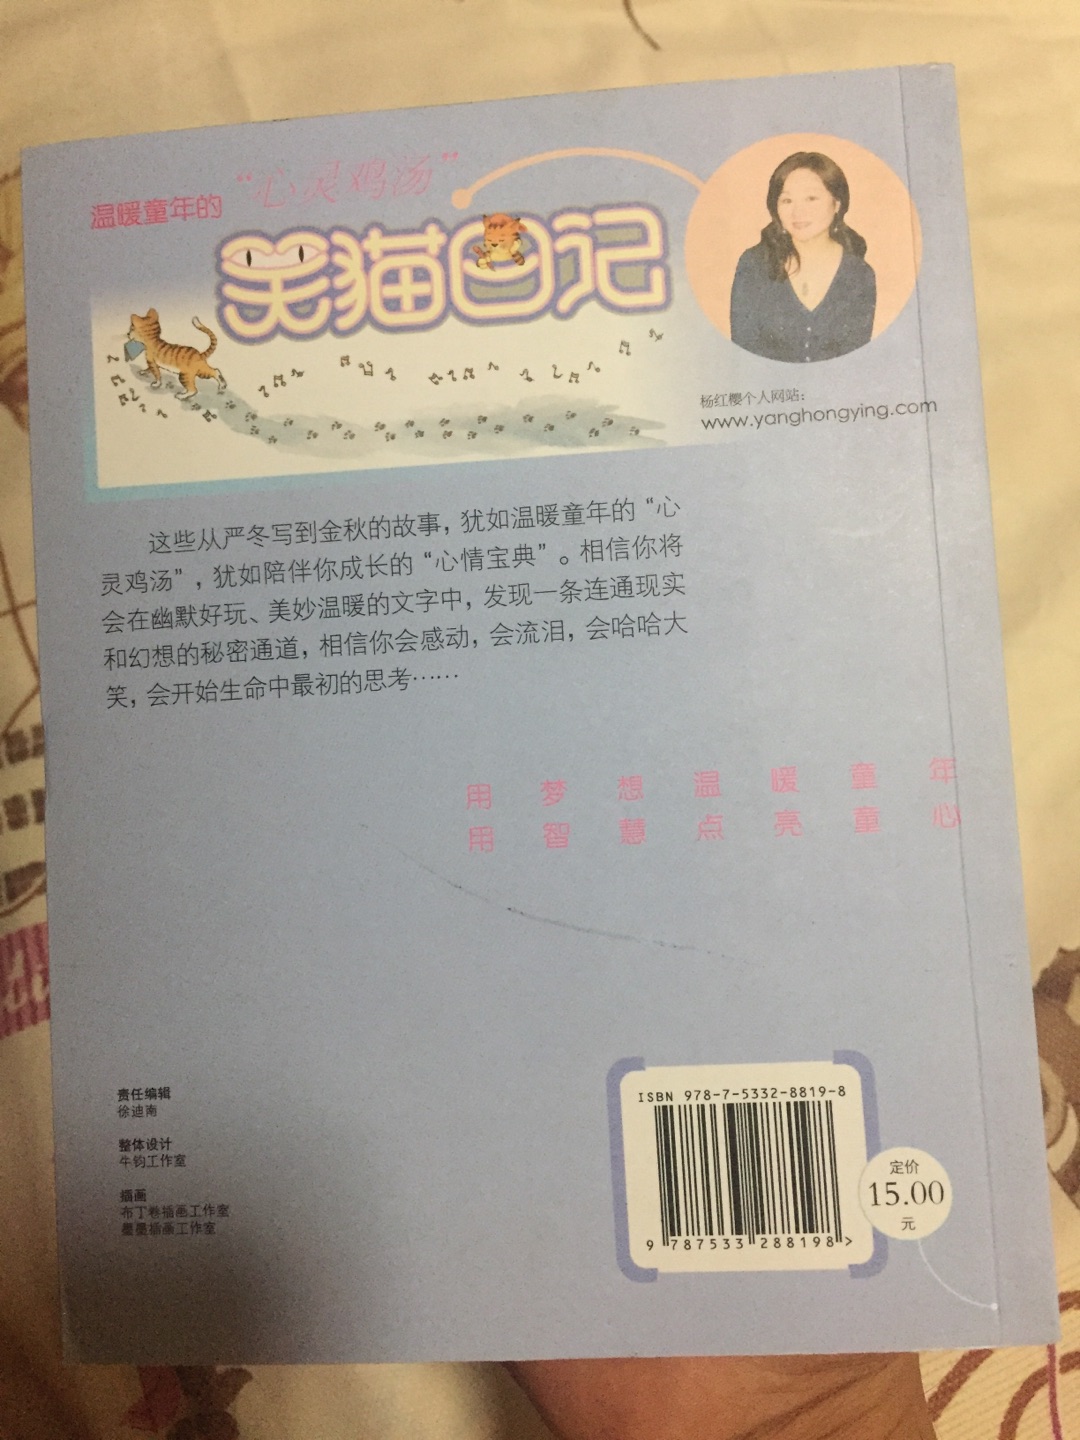 温暖童年的“心灵鸡汤”
笑猫日记
杨红樱个人网站：
www.yanghongying.com
这些从严冬写到金秋的故事，犹如温暖童年的“心
灵鸡汤”，犹如陪伴你成长的“心情宝典”。相信你将
会在幽默好玩、美妙温暖的文字中，发现一条连通现实
和幻想的秘密通道，相信你会感动，会流泪，会哈哈大
笑，会开始生命中最初的思考……
用梦想温暖童年
用智慧点亮童心
责任编辑
徐迪南
整体设计
牛钧工作室
插画
布丁卷插画工作室
墨墨插画工作室
ISBN 978-7-5332-8819-8
9 787533 288198 >
定价
15.00
元